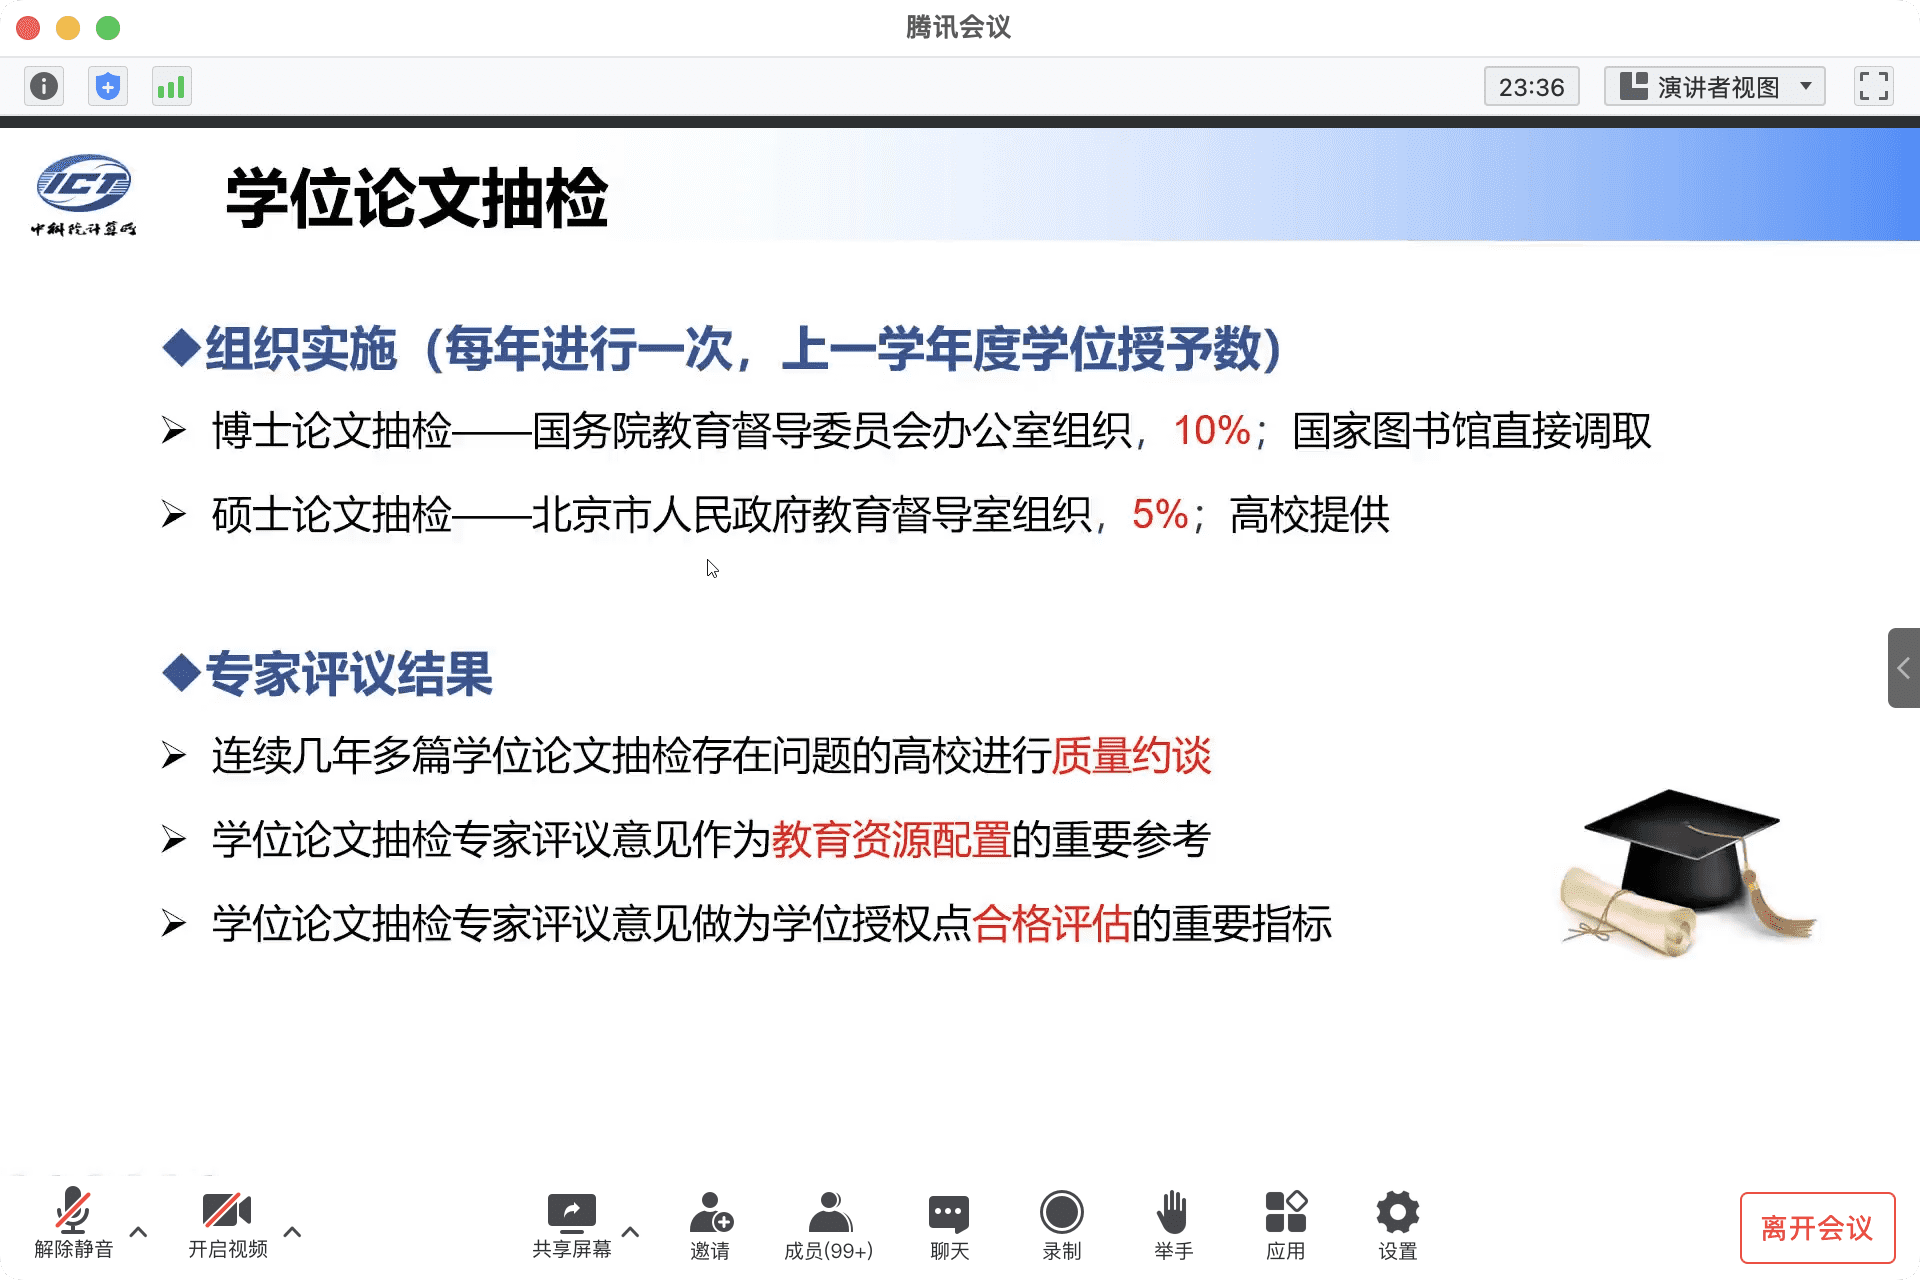 腾讯会议
23:36
演讲者视图
ICT
中科院计算所
学位论文抽检
◆组织实施（每年进行一次，上一学年度学位授予数）
➢ 博士论文抽检——国务院教育督导委员会办公室组织，10%；国家图书馆直接调取
➢ 硕士论文抽检——北京市人民政府教育督导室组织，5%；高校提供
◆专家评议结果
➢ 连续几年多篇学位论文抽检存在问题的高校进行质量约谈
➢ 学位论文抽检专家评议意见作为教育资源配置的重要参考
➢ 学位论文抽检专家评议意见做为学位授权点合格评估的重要指标
解除静音
开启视频
共享屏幕
邀请
成员(99+)
聊天
录制
举手
应用
设置
离开会议